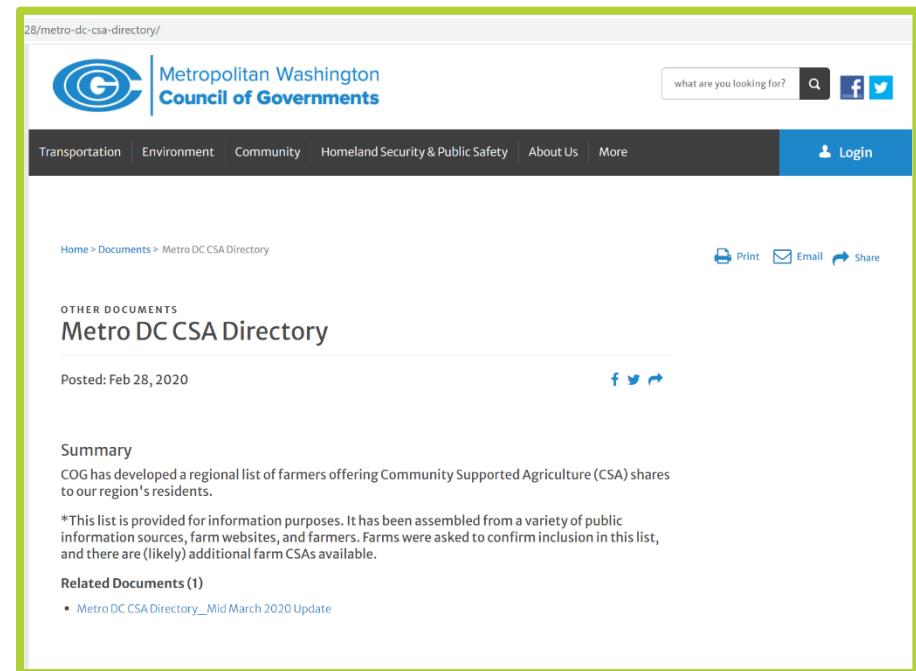 28/metro-dc-csa-directory/
Metropolitan Washington
Council of Governments
what are you looking for?
Transportation Environment Community Homeland Security & Public Safety About Us More Login
Home > Documents > Metro DC CSA Directory
Print Email Share
OTHER DOCUMENTS
Metro DC CSA Directory
Posted: Feb 28, 2020
Summary
COG has developed a regional list of farmers offering Community Supported Agriculture (CSA) shares
to our region's residents.
*This list is provided for information purposes. It has been assembled from a variety of public
information sources, farm websites, and farmers. Farms were asked to confirm inclusion in this list,
and there are (likely) additional farm CSAs available.
Related Documents (1)
• Metro DC CSA Directory_Mid March 2020 Update